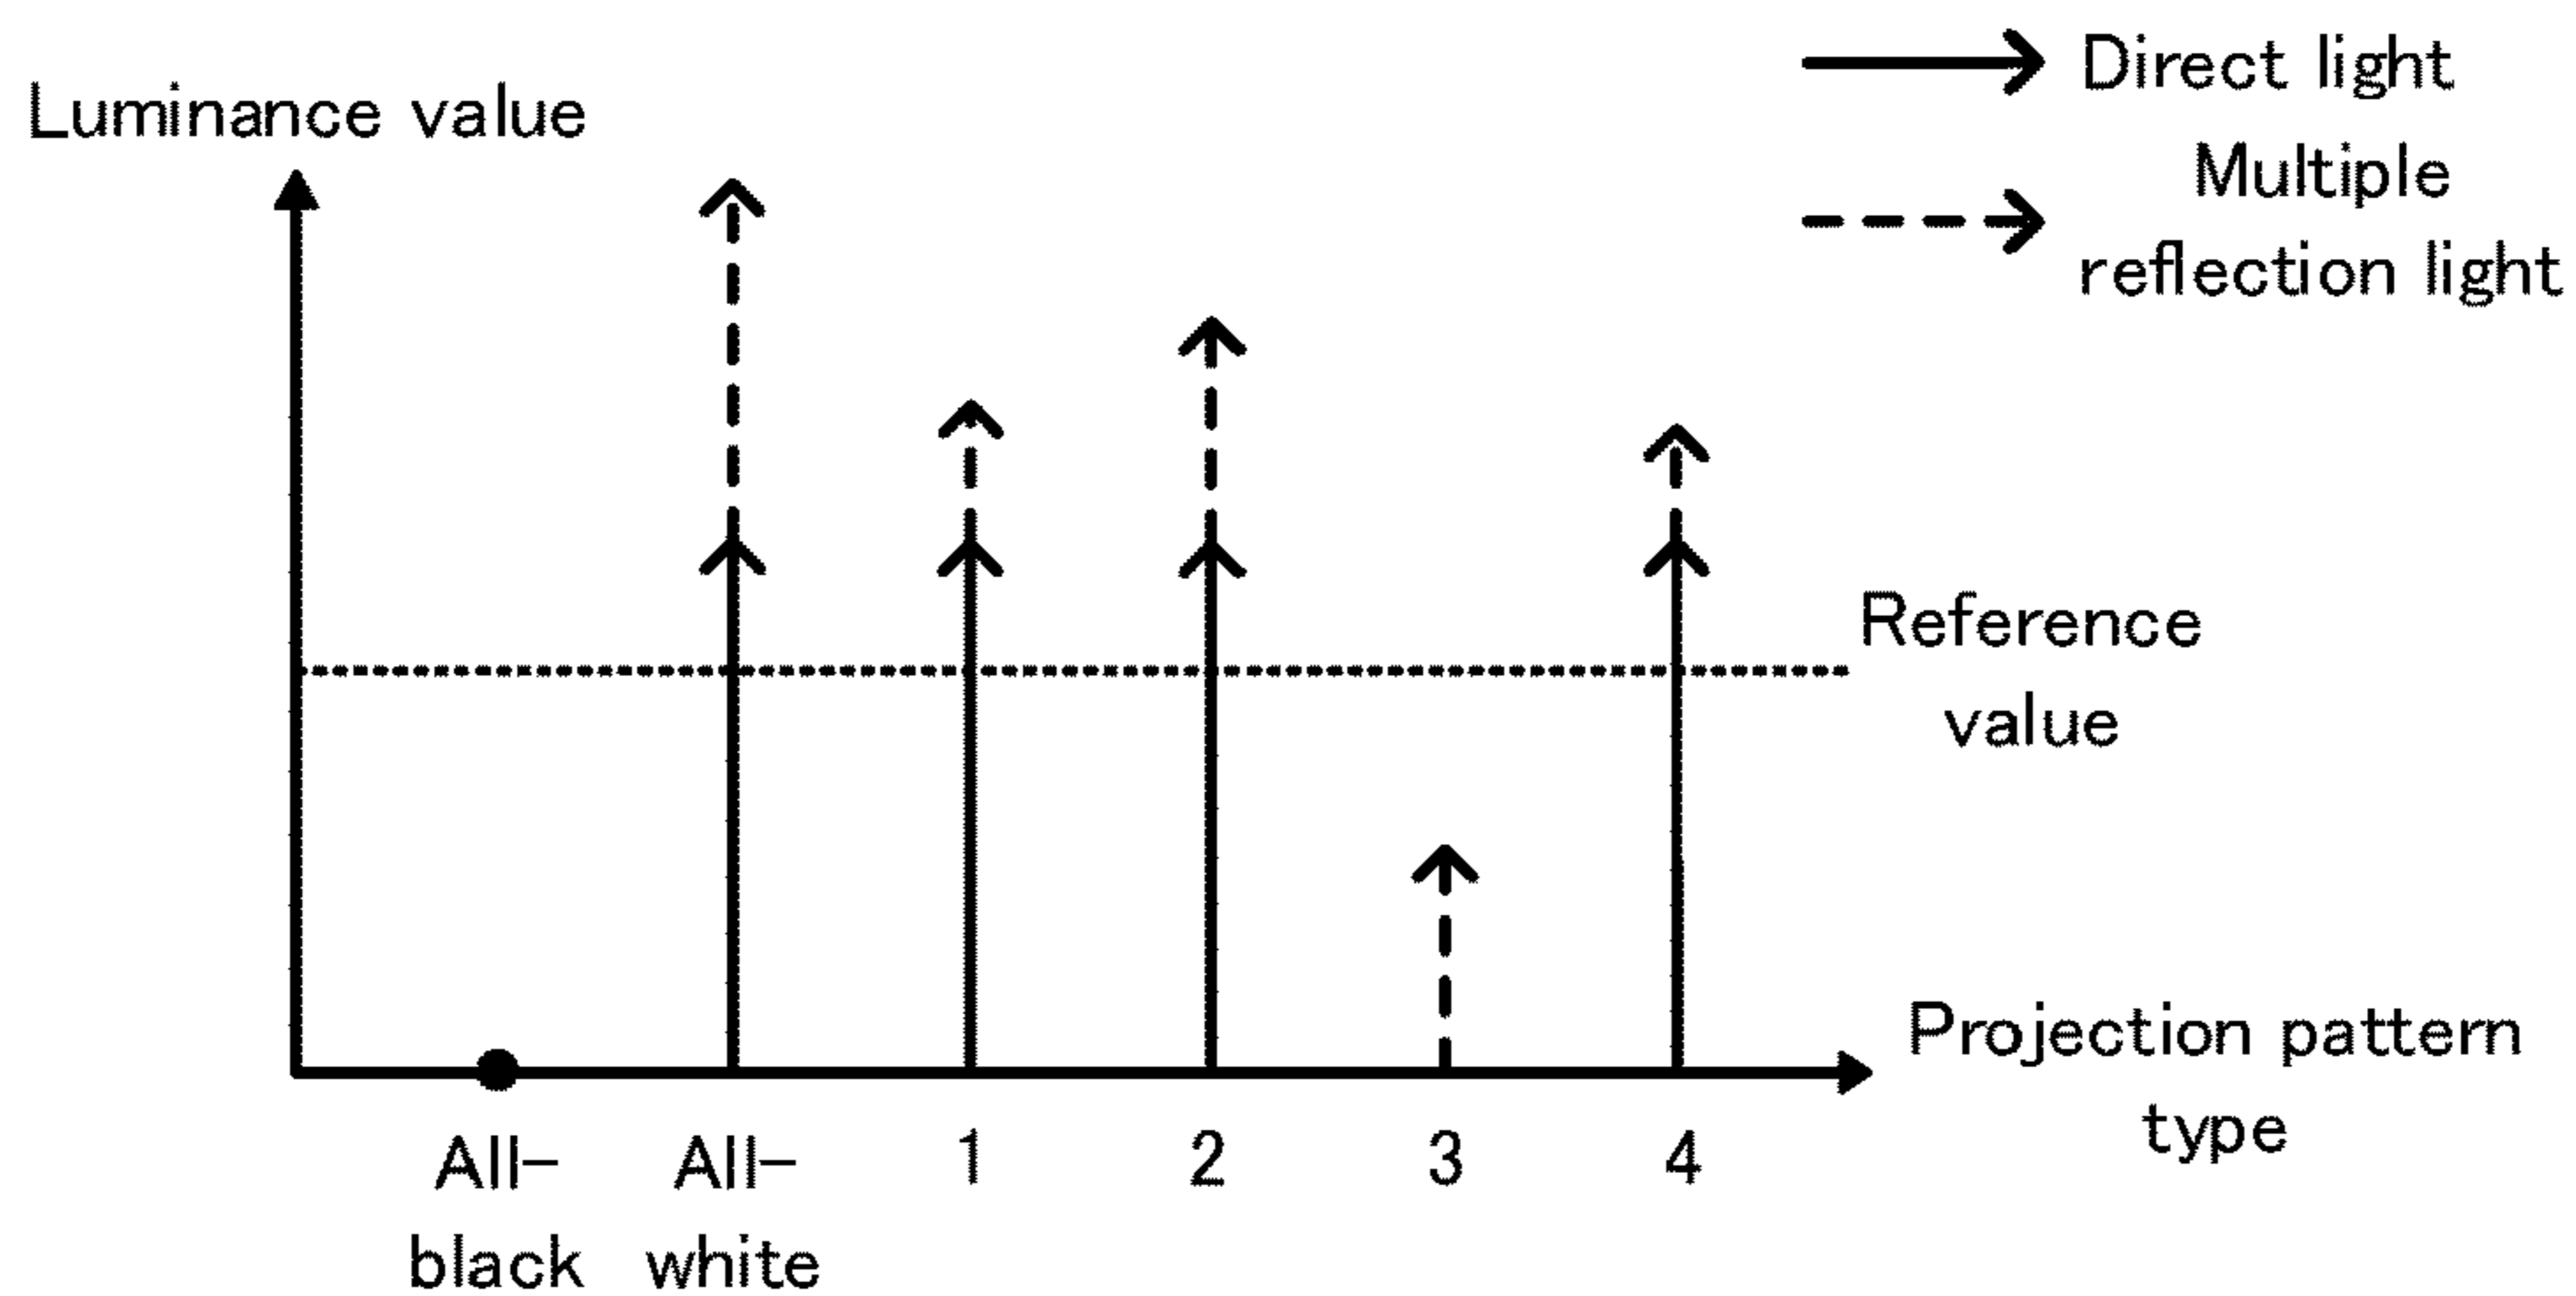 Direct light
Luminance value
Multiple
reflection light
Reference
value
Projection pattern
type
All-
black
All-
white
1
2
3
4